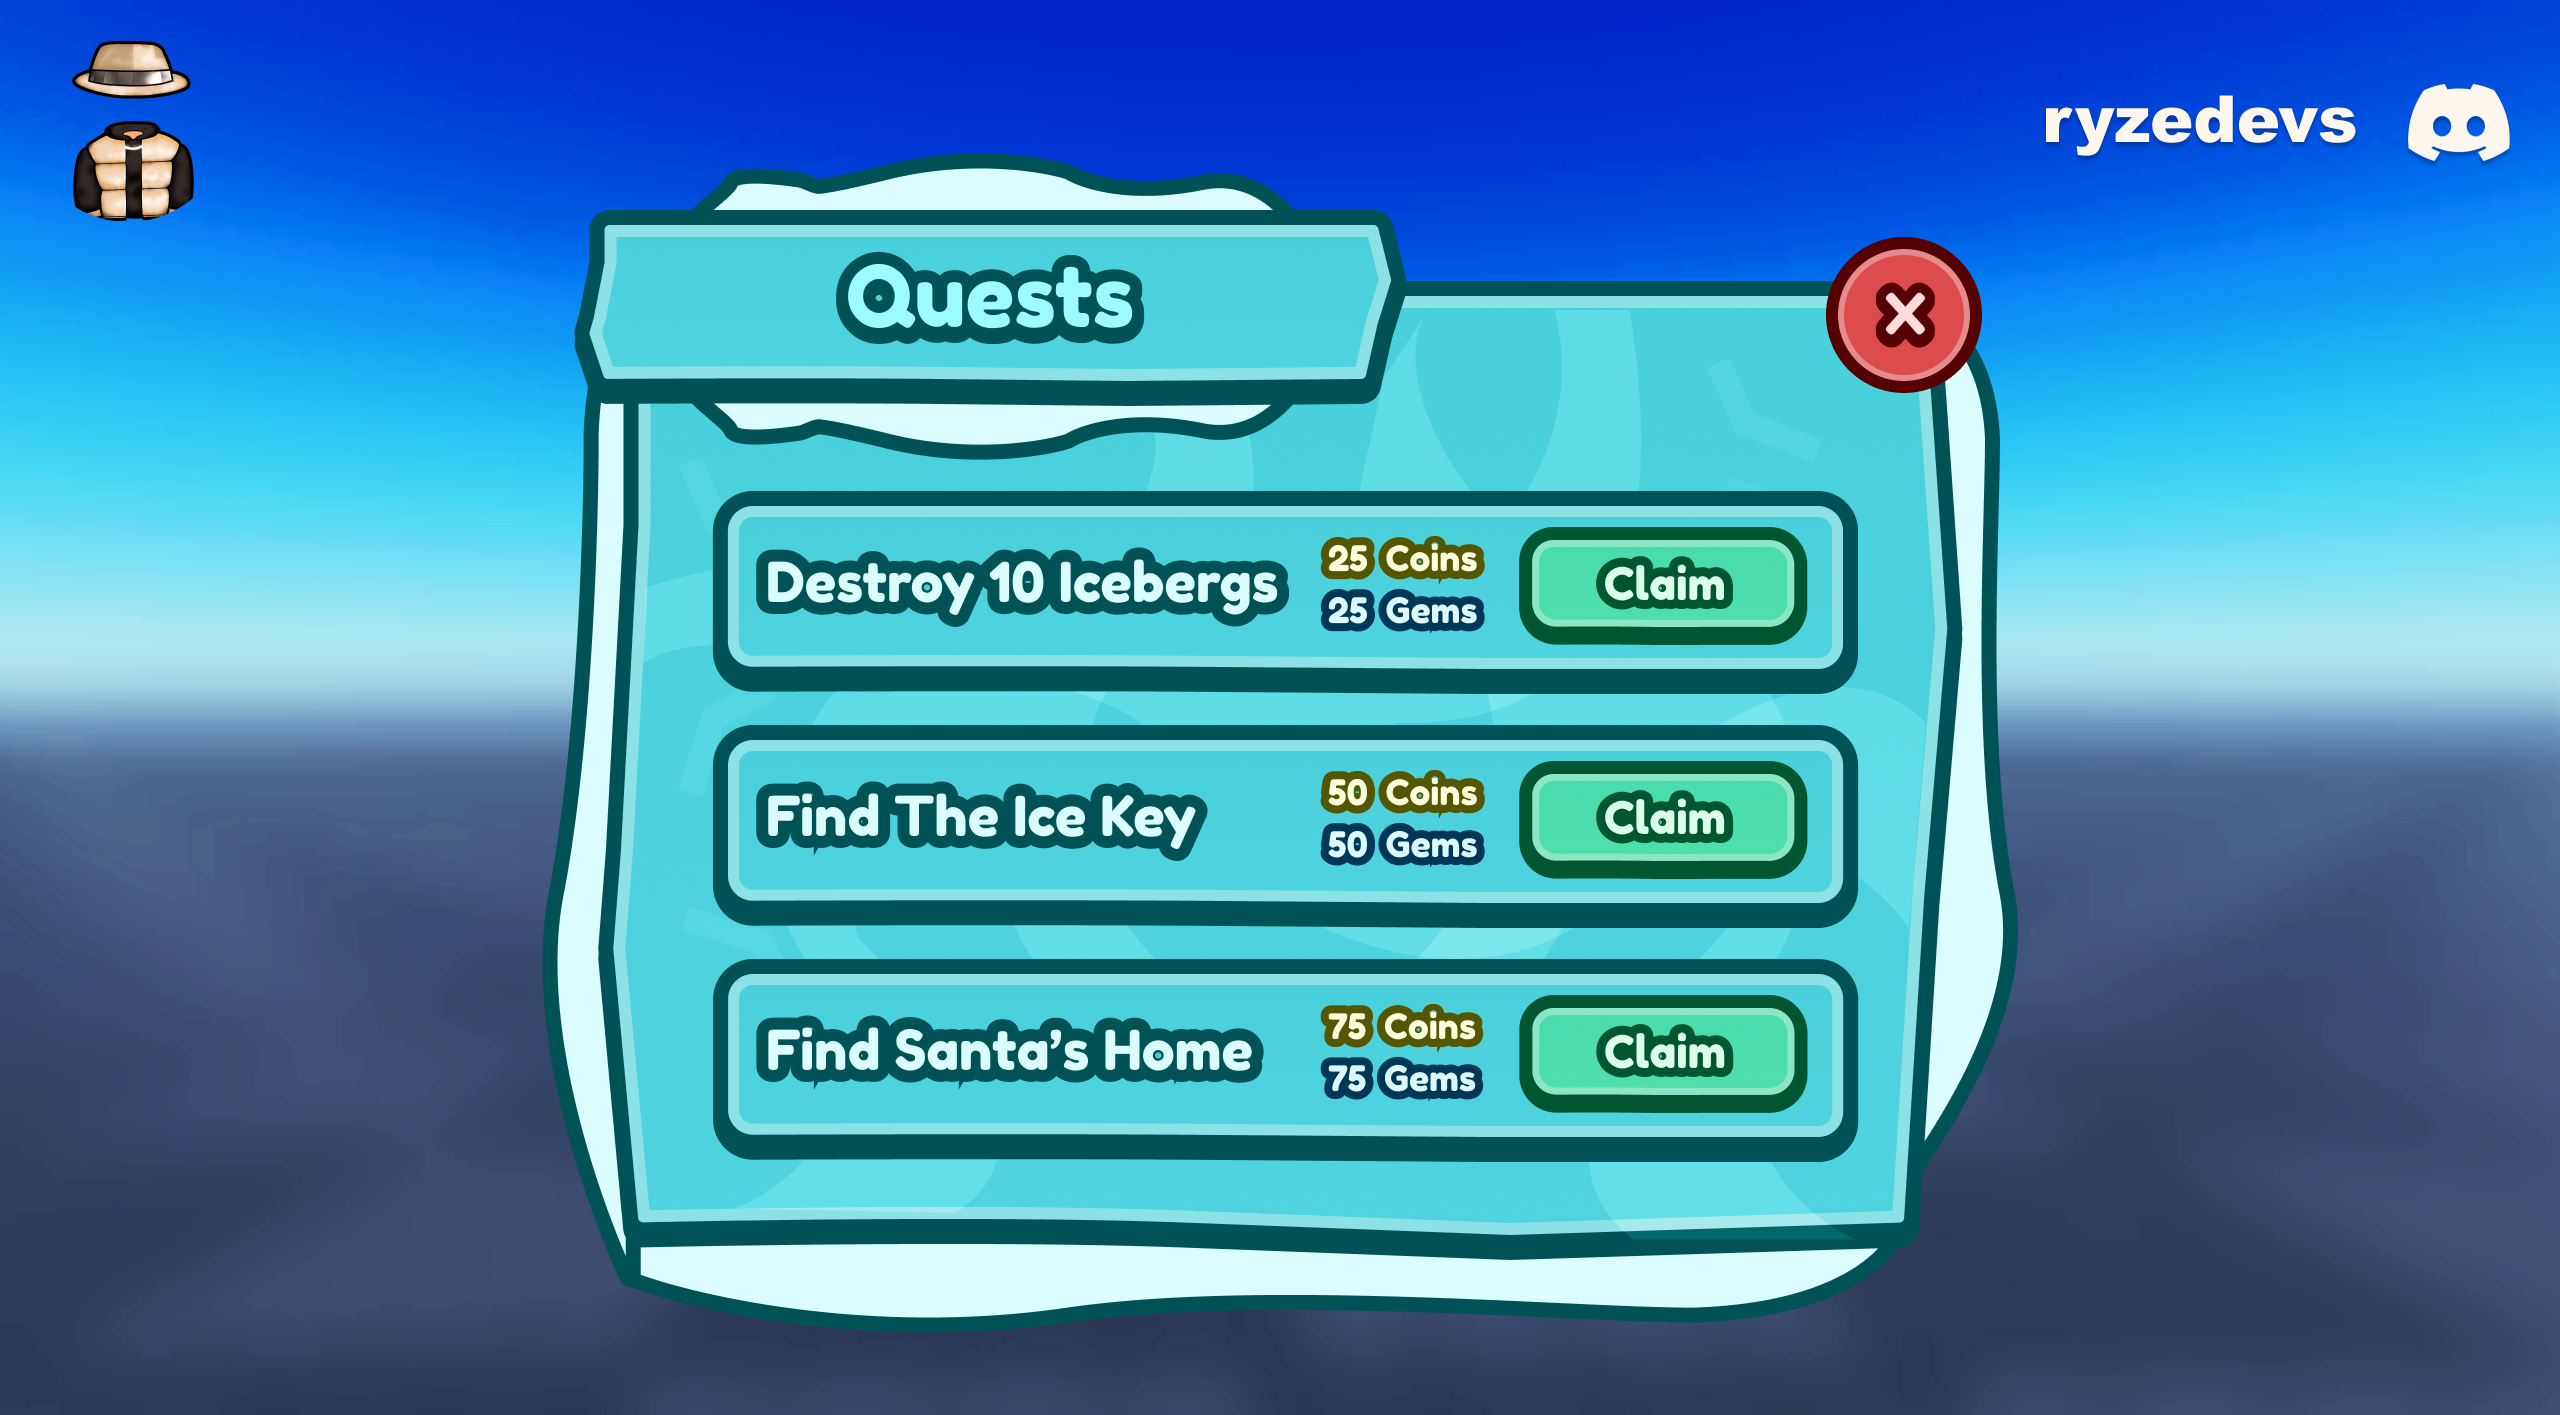 ryzedevs
Quests
Destroy 10 Icebergs
25 Coins
25 Gems
Claim
Find The Ice Key
50 Coins
50 Gems
Claim
Find Santa’s Home
75 Coins
75 Gems
Claim